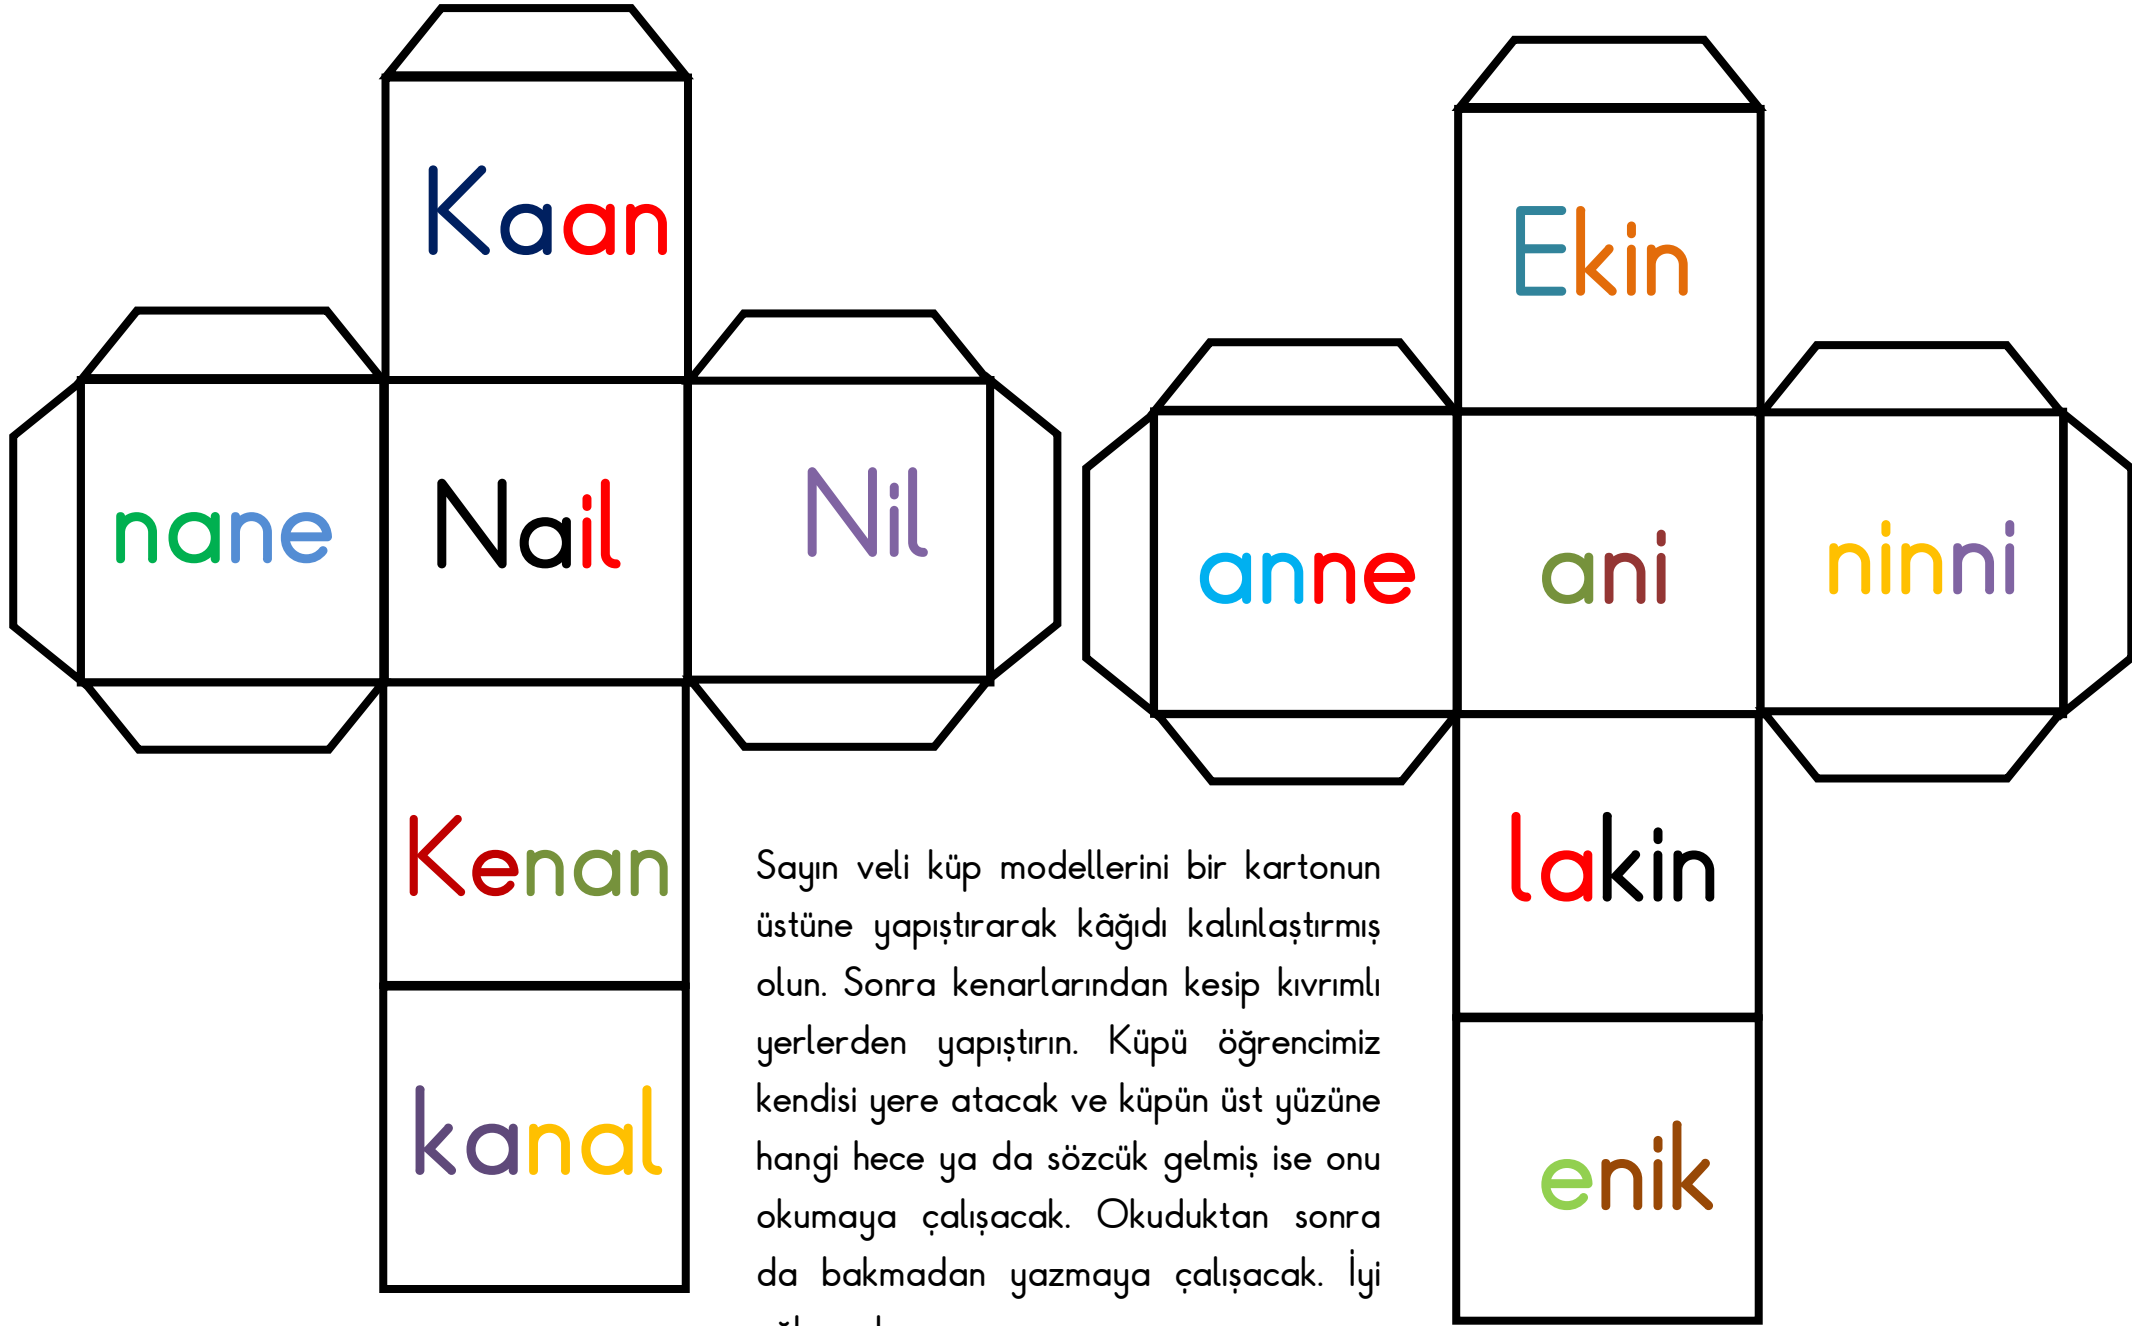 Kaan
nane
Nail
Nil
Kenan
kanal
Ekin
anne
ani
ninni
lakin
enik
Sayın veli küp modellerini bir kartonun
üstüne yapıştırarak kâğıdı kalınlaştırmış
olun. Sonra kenarlarından kesip kıvrımlı
yerlerden yapıştırın. Küpü öğrencimiz
kendisi yere atacak ve küpün üst yüzüne
hangi hece ya da sözcük gelmiş ise onu
okumaya çalışacak. Okuduktan sonra
da bakmadan yazmaya çalışacak. İyi